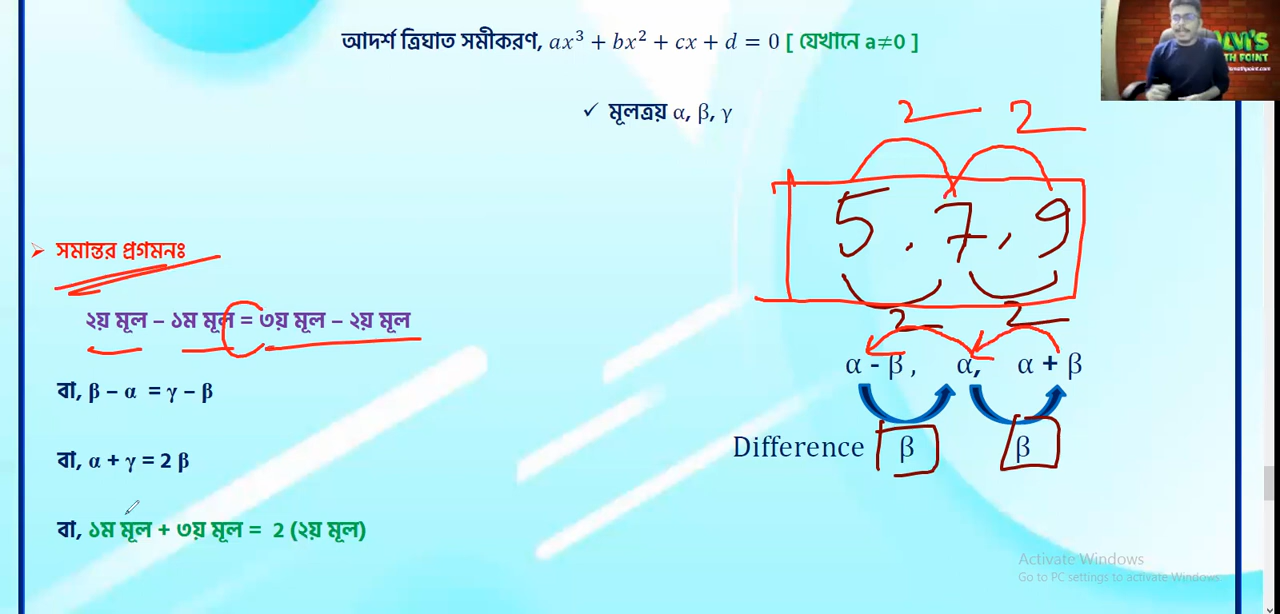 আদর্শ ত্রিঘাত সমীকরণ, ax³ + bx² + cx + d = 0 [ যেখানে a≠0 ]
✓ মূলত্রয় α, β, γ
2 2
5, 7, 9
2 2
➢ সমান্তর প্রগমনঃ
২য় মূল – ১ম মূল = ৩য় মূল – ২য় মূল
বা, β – α = γ – β
বা, α + γ = 2 β
বা, ১ম মূল + ৩য় মূল = 2 (২য় মূল)
α - β, α, α + β
Difference β β
MATH POINT
Activate Windows
Go to PC settings to activate Windows.